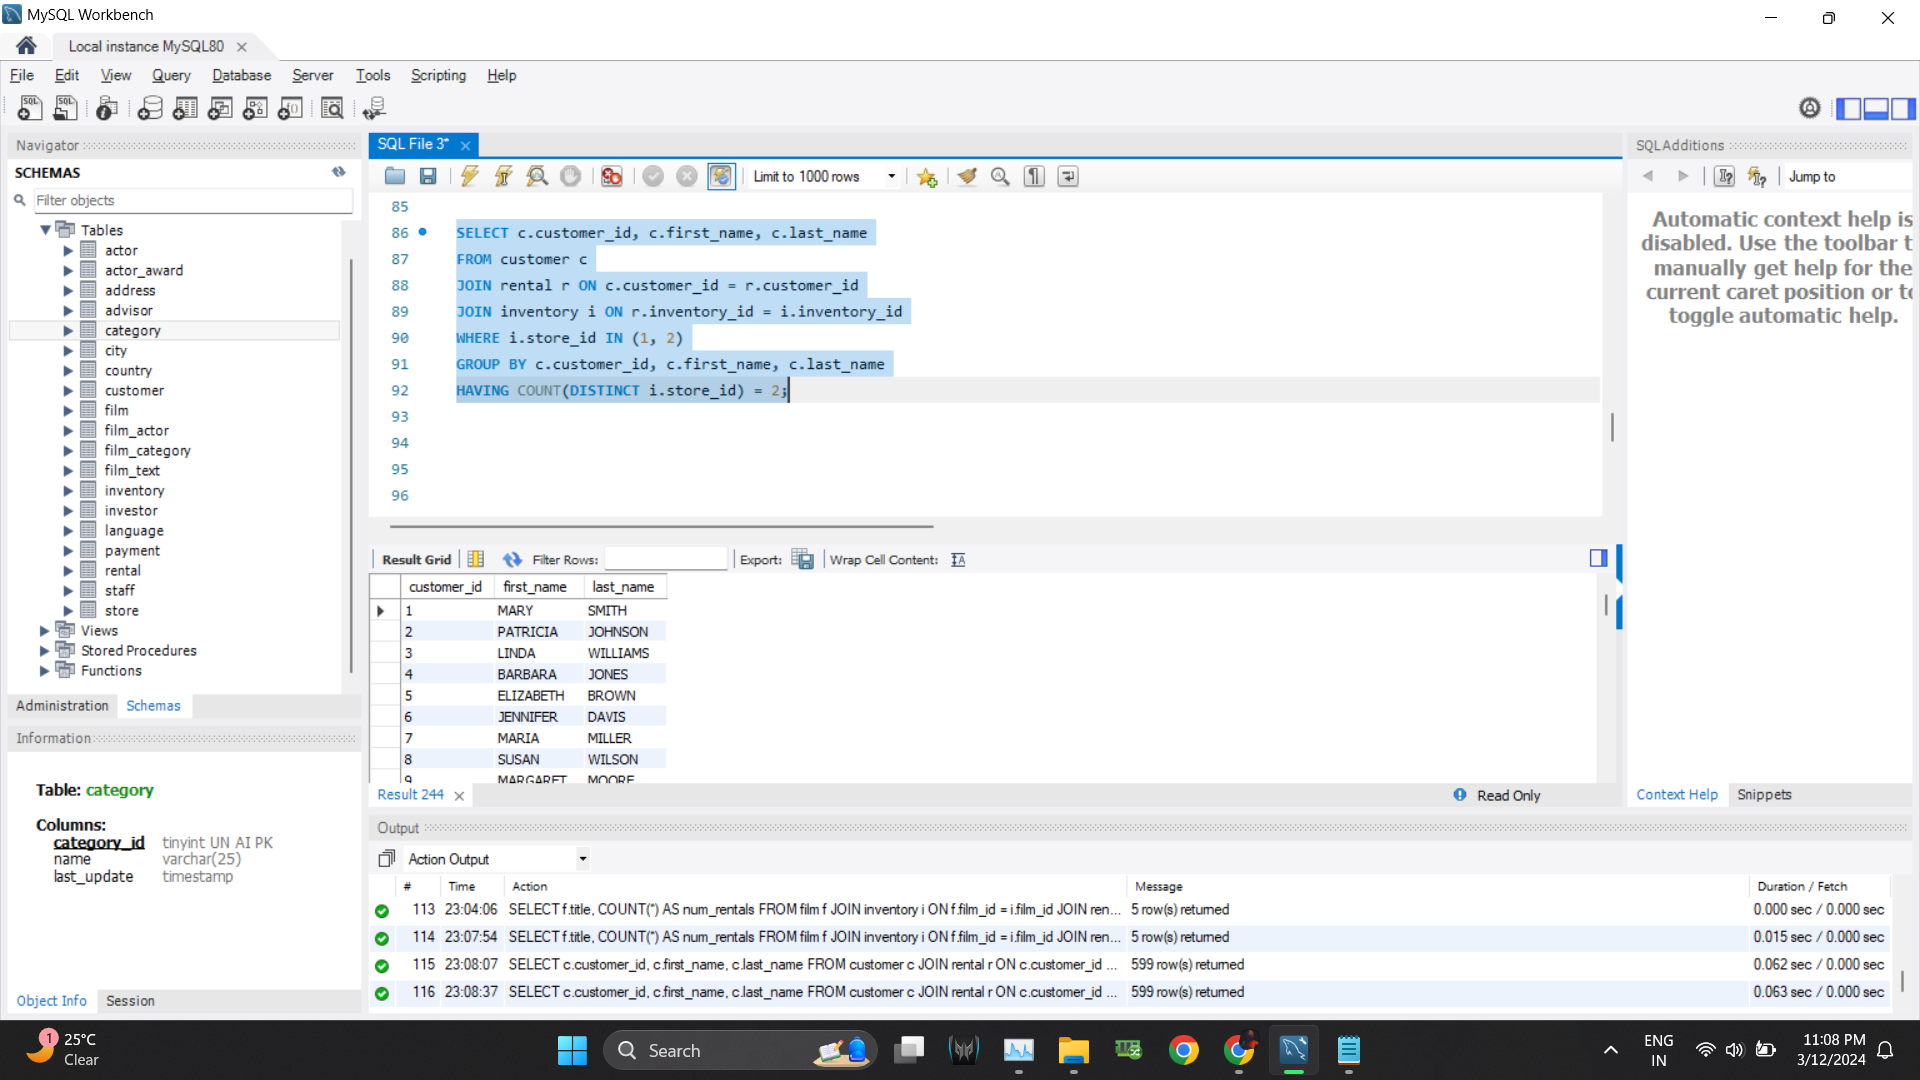 MySQL Workbench
Local instance MySQL80
File Edit View Query Database Server Tools Scripting Help
Navigator
SCHEMAS
Filter objects
Tables
actor
actor_award
address
advisor
category
city
country
customer
film
film_actor
film_category
film_text
inventory
investor
language
payment
rental
staff
store
Views
Stored Procedures
Functions
Administration Schemas
Information
Table: category
Columns:
category_id tinyint UN AI PK
name varchar(25)
last_update timestamp
Object Info Session
SQL File 3*
Limit to 1000 rows
85
86 SELECT c.customer_id, c.first_name, c.last_name
87 FROM customer c
88 JOIN rental r ON c.customer_id = r.customer_id
89 JOIN inventory i ON r.inventory_id = i.inventory_id
90 WHERE i.store_id IN (1, 2)
91 GROUP BY c.customer_id, c.first_name, c.last_name
92 HAVING COUNT(DISTINCT i.store_id) = 2;
93
94
95
96
Result Grid Filter Rows: Export: Wrap Cell Content:
customer_id first_name last_name
1 MARY SMITH
2 PATRICIA JOHNSON
3 LINDA WILLIAMS
4 BARBARA JONES
5 ELIZABETH BROWN
6 JENNIFER DAVIS
7 MARIA MILLER
8 SUSAN WILSON
9 MARGARET MOORE
Result 244 Read Only
SQLAdditions
Jump to
Automatic context help is
disabled. Use the toolbar t
manually get help for the
current caret position or to
toggle automatic help.
Context Help Snippets
Output
Action Output
# Time Action Message Duration / Fetch
113 23:04:06 SELECT f.title, COUNT(*) AS num_rentals FROM film f JOIN inventory i ON f.film_id = i.film_id JOIN ren... 5 row(s) returned 0.000 sec / 0.000 sec
114 23:07:54 SELECT f.title, COUNT(*) AS num_rentals FROM film f JOIN inventory i ON f.film_id = i.film_id JOIN ren... 5 row(s) returned 0.015 sec / 0.000 sec
115 23:08:07 SELECT c.customer_id, c.first_name, c.last_name FROM customer c JOIN rental r ON c.customer_id ... 599 row(s) returned 0.062 sec / 0.000 sec
116 23:08:37 SELECT c.customer_id, c.first_name, c.last_name FROM customer c JOIN rental r ON c.customer_id ... 599 row(s) returned 0.063 sec / 0.000 sec
1 25°C
Clear
Search
ENG
IN
11:08 PM
3/12/2024